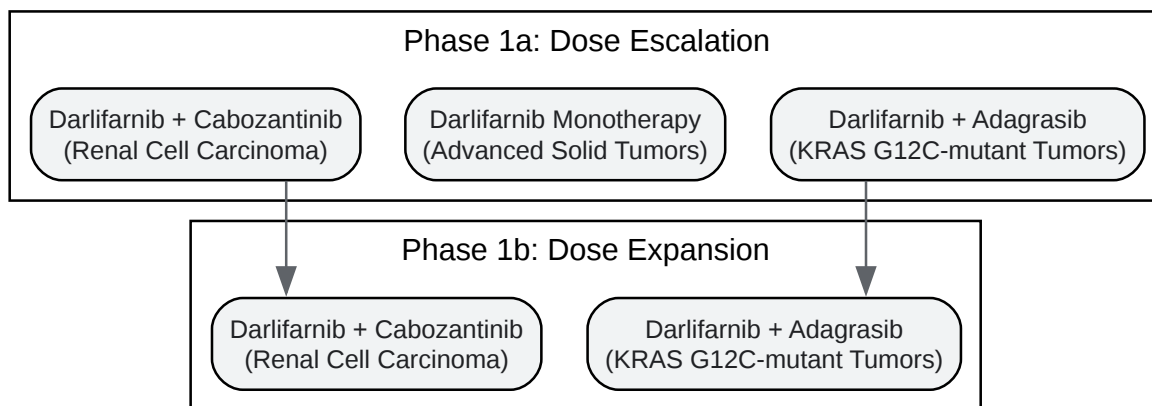 Phase 1a: Dose Escalation
Darlifarnib + Cabozantinib
(Renal Cell Carcinoma)
Darlifarnib Monotherapy
(Advanced Solid Tumors)
Darlifarnib + Adagrasib
(KRAS G12C-mutant Tumors)
Phase 1b: Dose Expansion
Darlifarnib + Cabozantinib
(Renal Cell Carcinoma)
Darlifarnib + Adagrasib
(KRAS G12C-mutant Tumors)